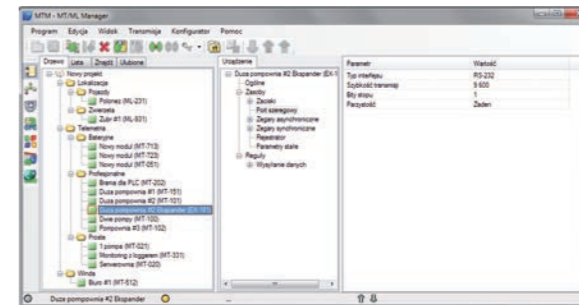 MTM - MT/ML Manager
Program Edycja Widok Transmisja Konfigurator Pomoc
Drzewo Lista Znajdź Ulubione
Nowy projekt
Lokalizacja
Pojazdy
Polonez (ML-231)
Zwierzęta
Żubr #1 (ML-931)
Telemetria
Bateryjne
Nowy moduł (MT-713)
Nowy moduł (MT-723)
Nowy moduł (MT-051)
Profesjonalne
Brama dla PLC (MT-202)
Duża pompownia #1 (MT-151)
Duża pompownia #2 (MT-101)
Duża pompownia #2 Ekspander (EX-101)
Dwie pompy (MT-100)
Pompownia #3 (MT-102)
Proste
1 pompa (MT-021)
Monitoring z loggerem (MT-331)
Serwerownia (MT-020)
Winda
Biuro #1 (MT-512)
Urządzenie
Duża pompownia #2 Ekspander (EX-1
Ogólne
Zasoby
Zaciski
Port szeregowy
Zegary asynchroniczne
Zegary synchroniczne
Rejestrator
Parametry stałe
Reguły
Wysyłanie danych
Parametr Wartość
Typ interfejsu RS-232
Szybkość transmisji 9 600
Bity stopu 1
Parzystość Żaden
Duża pompownia #2 Ekspander